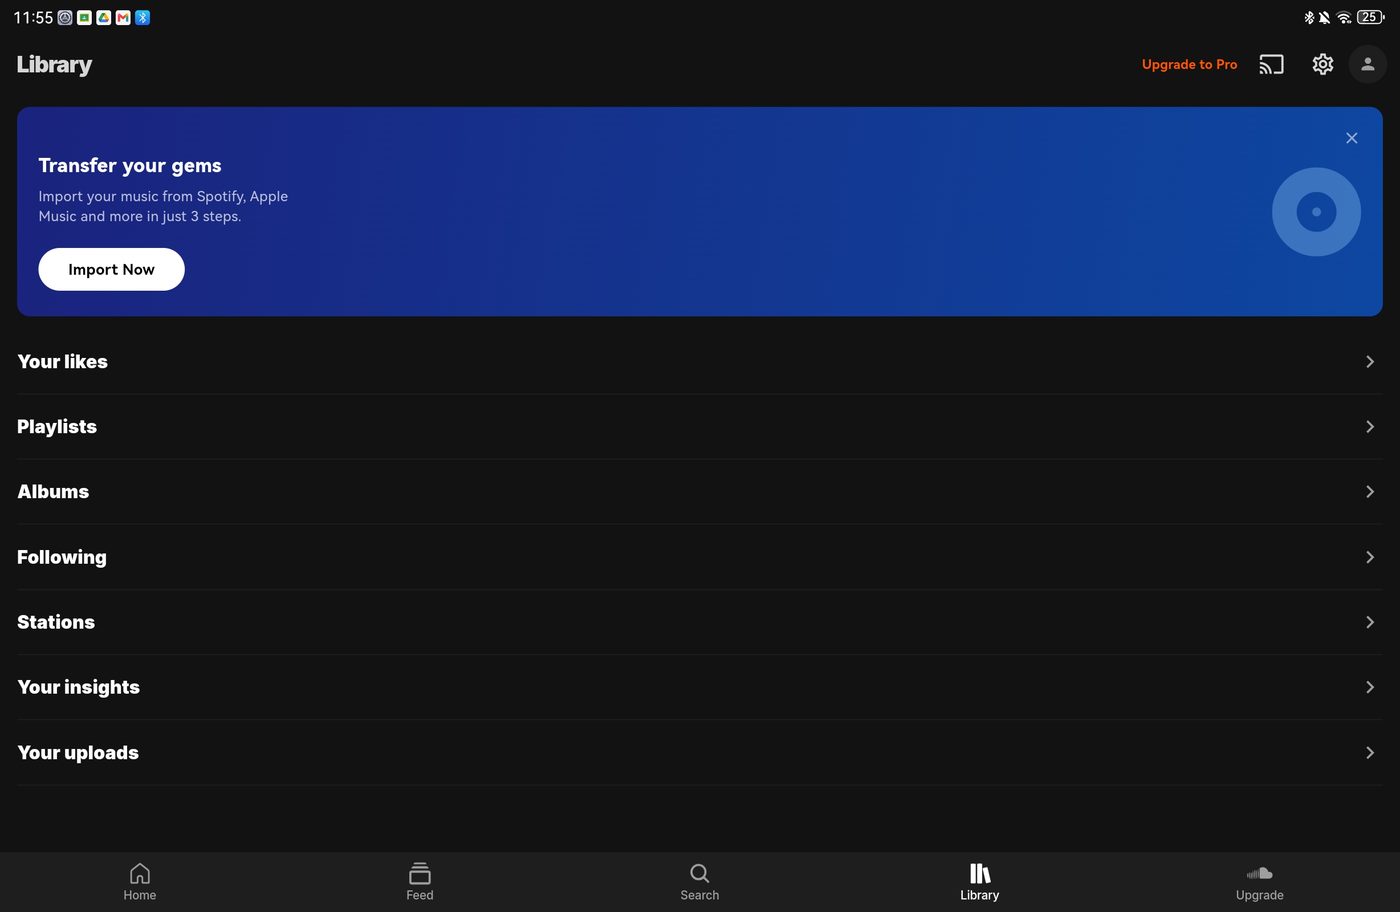 11:55
25
Library
Upgrade to Pro
Transfer your gems
Import your music from Spotify, Apple
Music and more in just 3 steps.
Import Now
Your likes
Playlists
Albums
Following
Stations
Your insights
Your uploads
Home
Feed
Search
Library
Upgrade